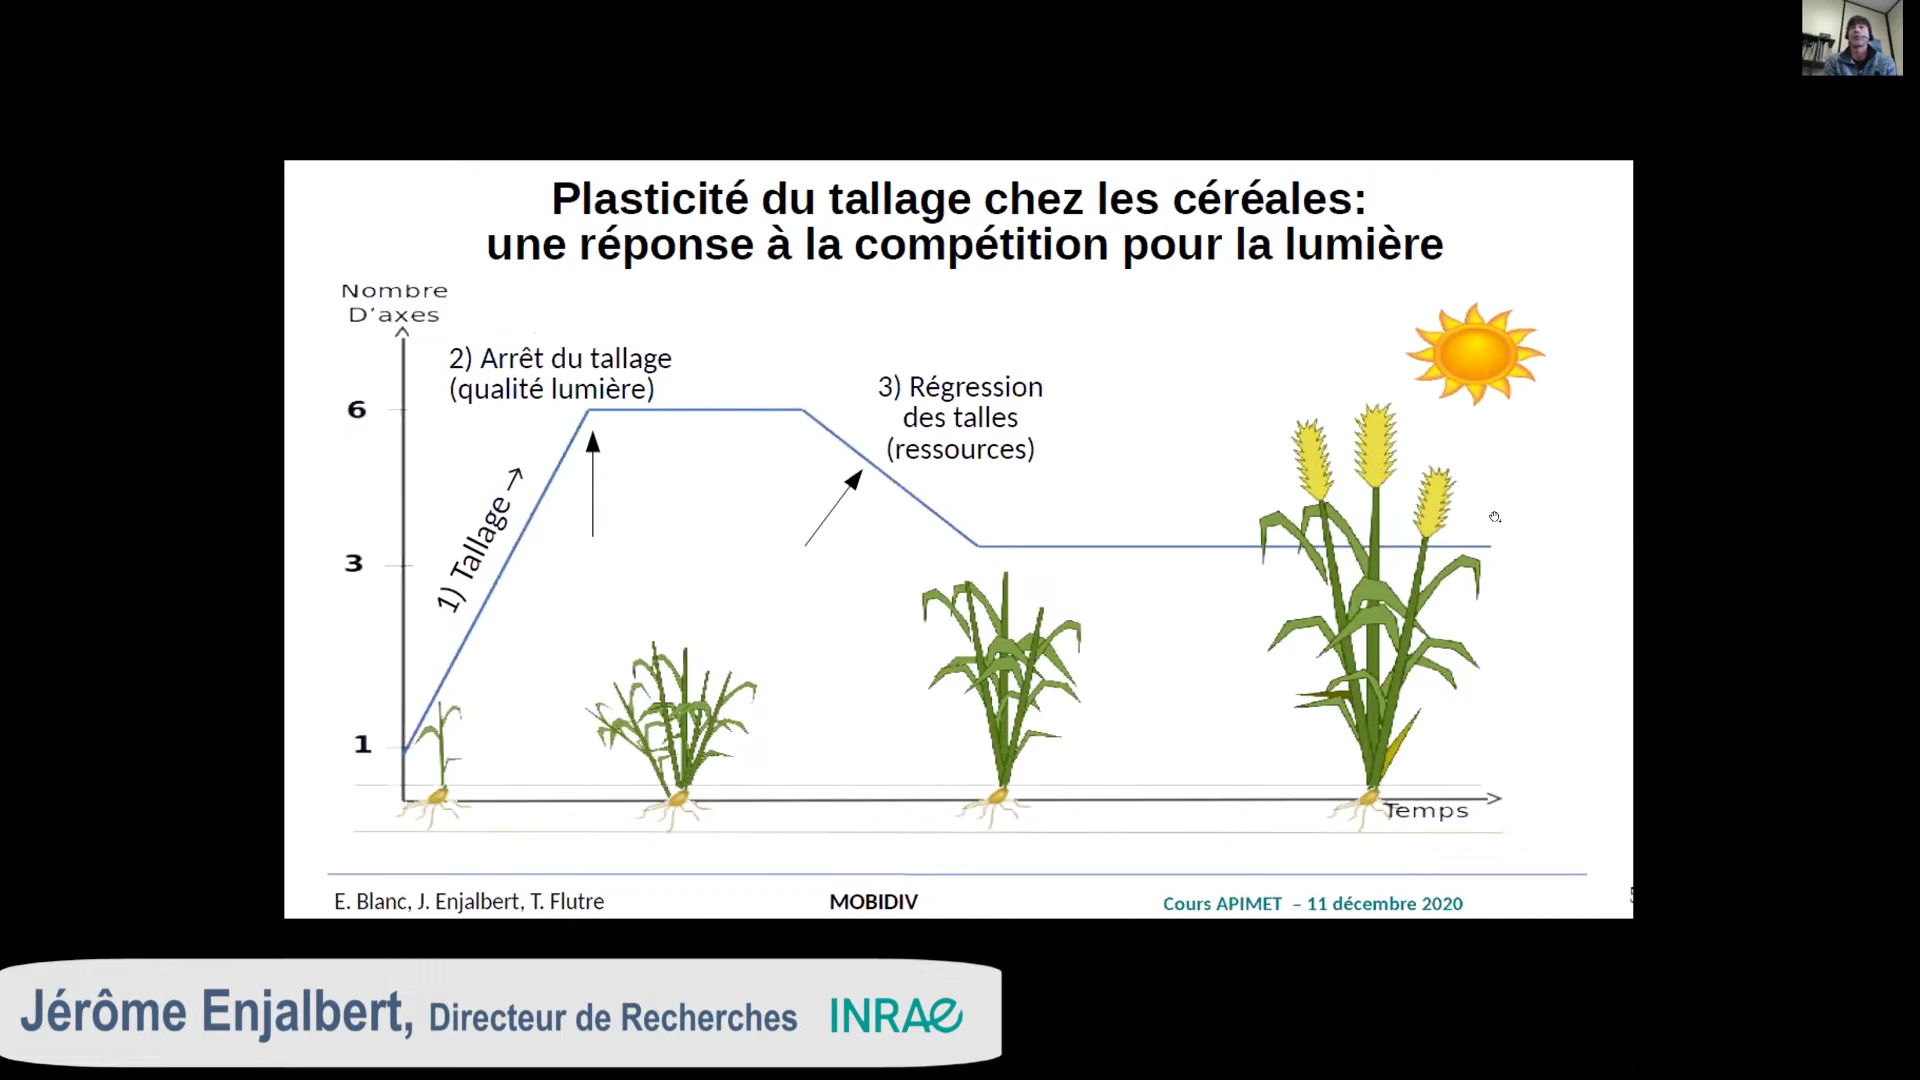 Plasticité du tallage chez les céréales:
une réponse à la compétition pour la lumière
Nombre
D’axes
2) Arrêt du tallage
(qualité lumière)
3) Régression
des talles
(ressources)
6
1) Tallage →
3
1
Temps
E. Blanc, J. Enjalbert, T. Flutre
MOBIDIV
Cours APIMET – 11 décembre 2020
Jérôme Enjalbert, Directeur de Recherches INRAE